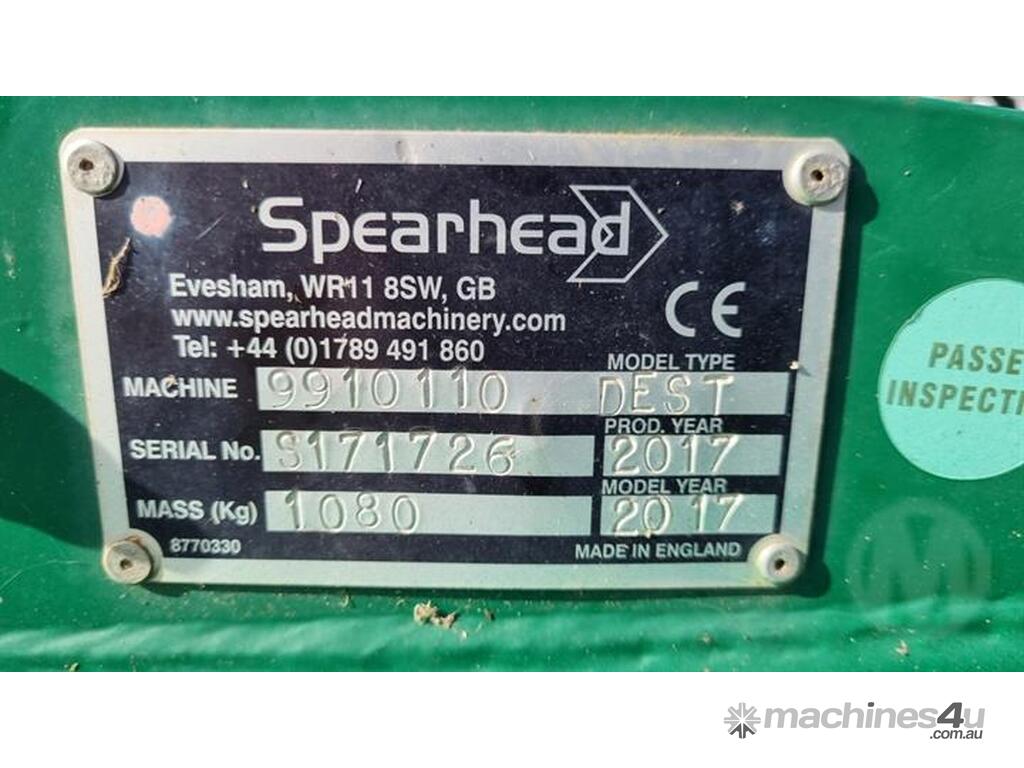 Spearhead
Evesham, WR11 8SW, GB
www.spearheadmachinery.com
Tel: +44 (0)1789 491 860
CE
MODEL TYPE
MACHINE 9910110 DEST
PROD. YEAR
SERIAL No. S171726 2017
MODEL YEAR
MASS (Kg) 1080 2017
8770330 MADE IN ENGLAND
PASSE
INSPECTI
M
machines4u
.com.au